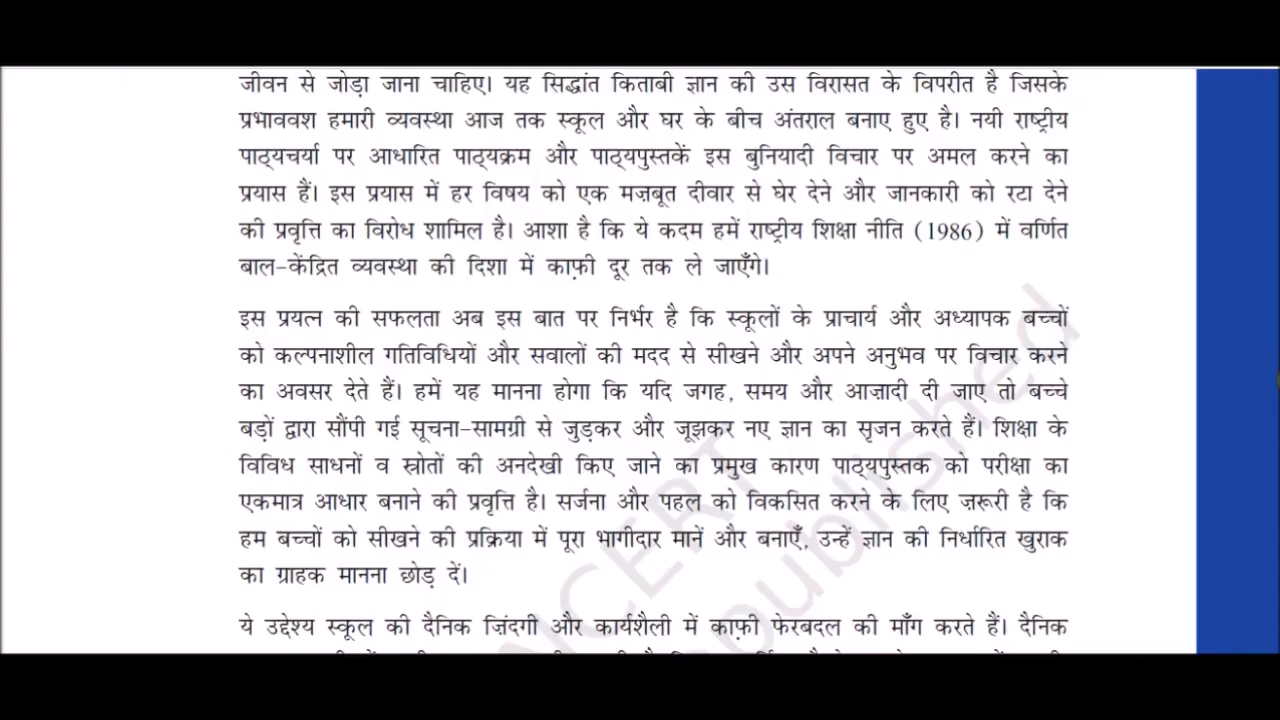 जीवन से जोड़ा जाना चाहिए। यह सिद्धांत किताबी ज्ञान की उस विरासत के विपरीत है जिसके
प्रभाववश हमारी व्यवस्था आज तक स्कूल और घर के बीच अंतराल बनाए हुए है। नयी राष्ट्रीय
पाठ्यचर्या पर आधारित पाठ्यक्रम और पाठ्यपुस्तकें इस बुनियादी विचार पर अमल करने का
प्रयास हैं। इस प्रयास में हर विषय को एक मज़बूत दीवार से घेर देने और जानकारी को रटा देने
की प्रवृत्ति का विरोध शामिल है। आशा है कि ये कदम हमें राष्ट्रीय शिक्षा नीति (1986) में वर्णित
बाल-केंद्रित व्यवस्था की दिशा में काफ़ी दूर तक ले जाएँगे।
इस प्रयत्न की सफलता अब इस बात पर निर्भर है कि स्कूलों के प्राचार्य और अध्यापक बच्चों
को कल्पनाशील गतिविधियों और सवालों की मदद से सीखने और अपने अनुभव पर विचार करने
का अवसर देते हैं। हमें यह मानना होगा कि यदि जगह, समय और आज़ादी दी जाए तो बच्चे
बड़ों द्वारा सौंपी गई सूचना-सामग्री से जुड़कर और जूझकर नए ज्ञान का सृजन करते हैं। शिक्षा के
विविध साधनों व स्रोतों की अनदेखी किए जाने का प्रमुख कारण पाठ्यपुस्तक को परीक्षा का
एकमात्र आधार बनाने की प्रवृत्ति है। सर्जना और पहल को विकसित करने के लिए ज़रूरी है कि
हम बच्चों को सीखने की प्रक्रिया में पूरा भागीदार मानें और बनाएँ, उन्हें ज्ञान की निर्धारित खुराक
का ग्राहक मानना छोड़ दें।
ये उद्देश्य स्कूल की दैनिक ज़िंदगी और कार्यशैली में काफ़ी फेरबदल की माँग करते हैं। दैनिक
NCERT
published